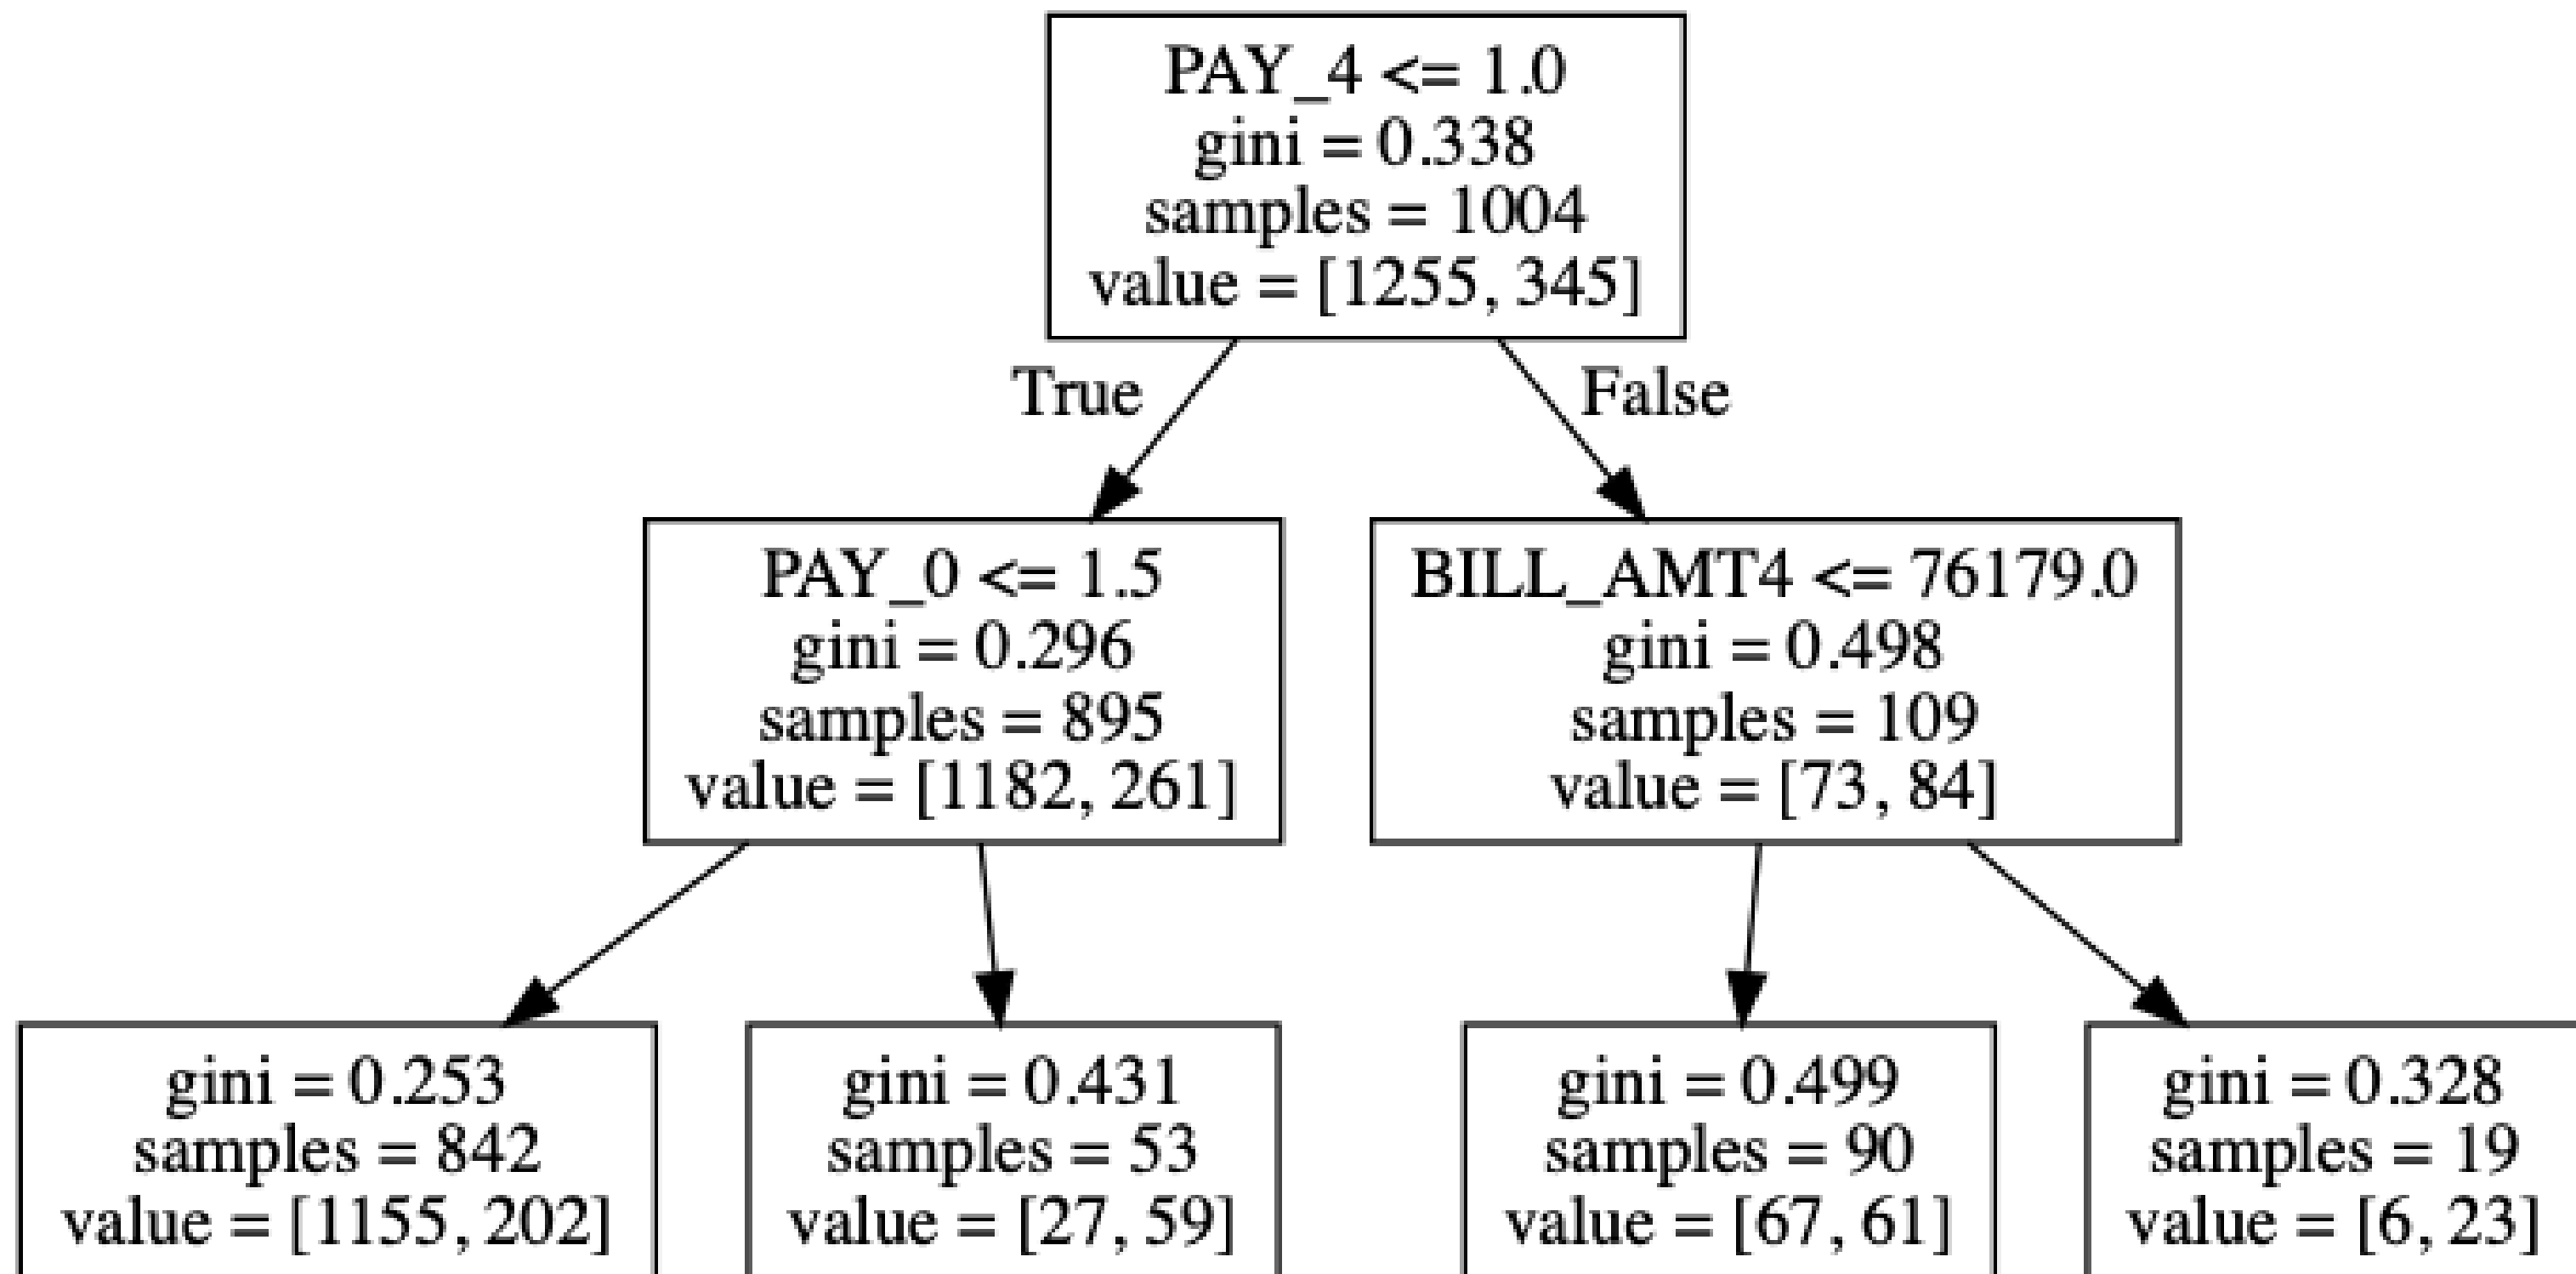 PAY_4 <= 1.0
gini = 0.338
samples = 1004
value = [1255, 345]
True
False
PAY_0 <= 1.5
gini = 0.296
samples = 895
value = [1182, 261]
BILL_AMT4 <= 76179.0
gini = 0.498
samples = 109
value = [73, 84]
gini = 0.253
samples = 842
value = [1155, 202]
gini = 0.431
samples = 53
value = [27, 59]
gini = 0.499
samples = 90
value = [67, 61]
gini = 0.328
samples = 19
value = [6, 23]